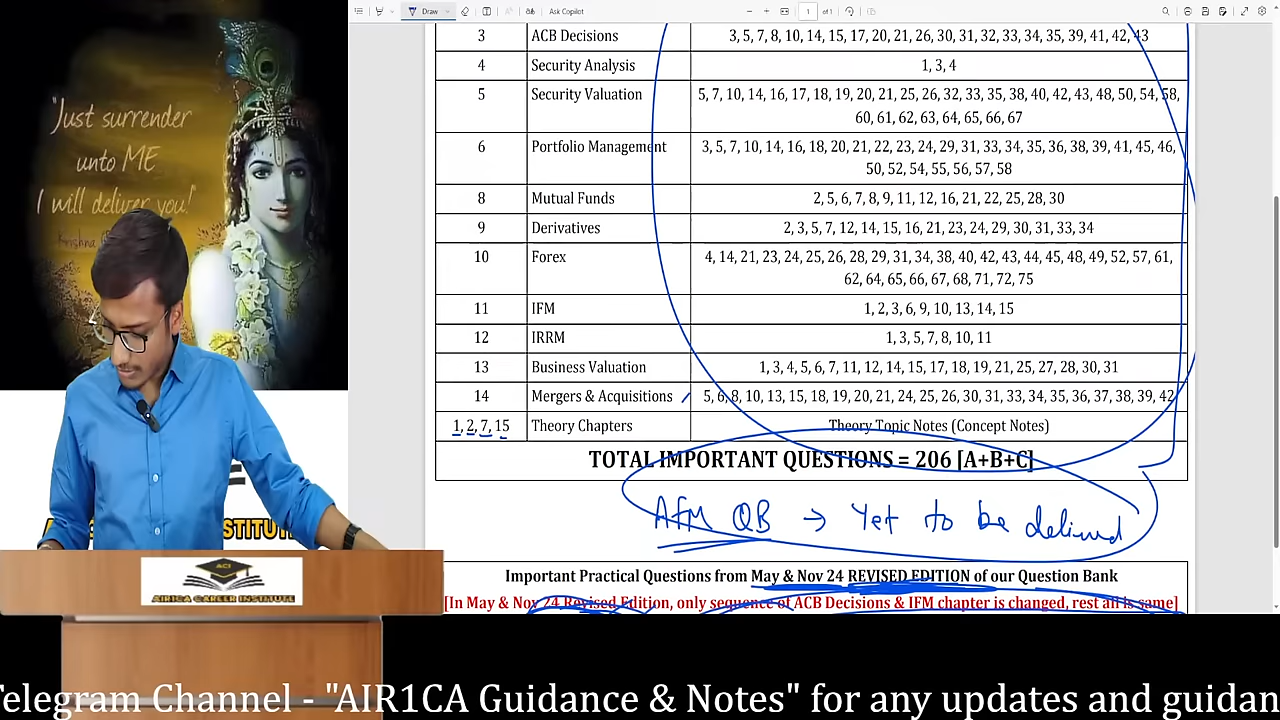 Draw
Ask Copilot
1 of 1
"Just surrender
unto ME
I will deliver you!"
Krishna
3 ACB Decisions 3, 5, 7, 8, 10, 14, 15, 17, 20, 21, 26, 30, 31, 32, 33, 34, 35, 39, 41, 42, 43
4 Security Analysis 1, 3, 4
5 Security Valuation 5, 7, 10, 14, 16, 17, 18, 19, 20, 21, 25, 26, 32, 33, 35, 38, 40, 42, 43, 48, 50, 54, 58,
60, 61, 62, 63, 64, 65, 66, 67
6 Portfolio Management 3, 5, 7, 10, 14, 16, 18, 20, 21, 22, 23, 24, 29, 31, 33, 34, 35, 36, 38, 39, 41, 45, 46,
50, 52, 54, 55, 56, 57, 58
8 Mutual Funds 2, 5, 6, 7, 8, 9, 11, 12, 16, 21, 22, 25, 28, 30
9 Derivatives 2, 3, 5, 7, 12, 14, 15, 16, 21, 23, 24, 29, 30, 31, 33, 34
10 Forex 4, 14, 21, 23, 24, 25, 26, 28, 29, 31, 34, 38, 40, 42, 43, 44, 45, 48, 49, 52, 57, 61,
62, 64, 65, 66, 67, 68, 71, 72, 75
11 IFM 1, 2, 3, 6, 9, 10, 13, 14, 15
12 IRRM 1, 3, 5, 7, 8, 10, 11
13 Business Valuation 1, 3, 4, 5, 6, 7, 11, 12, 14, 15, 17, 18, 19, 21, 25, 27, 28, 30, 31
14 Mergers & Acquisitions 5, 6, 8, 10, 13, 15, 18, 19, 20, 21, 24, 25, 26, 30, 31, 33, 34, 35, 36, 37, 38, 39, 42
1, 2, 7, 15 Theory Chapters Theory Topic Notes (Concept Notes)
TOTAL IMPORTANT QUESTIONS = 206 [A+B+C]
AFM QB → Yet to be
Important Practical Questions from May & Nov 24 REVISED EDITION of our Question Bank
[In May & Nov 24 Revised Edition, only sequence of ACB Decisions & IFM chapter is changed, rest all is same]
ACI
AIR1CA CAREER INSTITUTE
Telegram Channel - "AIR1CA Guidance & Notes" for any updates and guidan